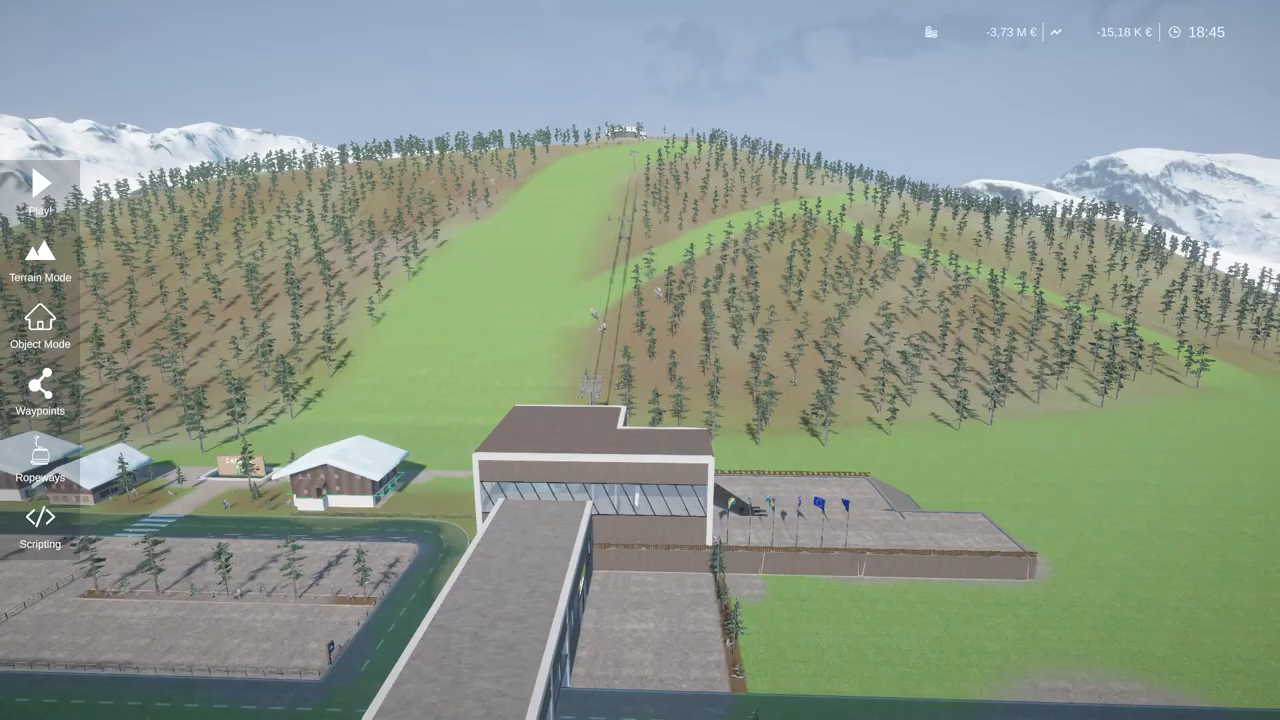 -3,73 M € -15,18 K € 18:45
Play!
Terrain Mode
Object Mode
Waypoints
Ropeways
Scripting